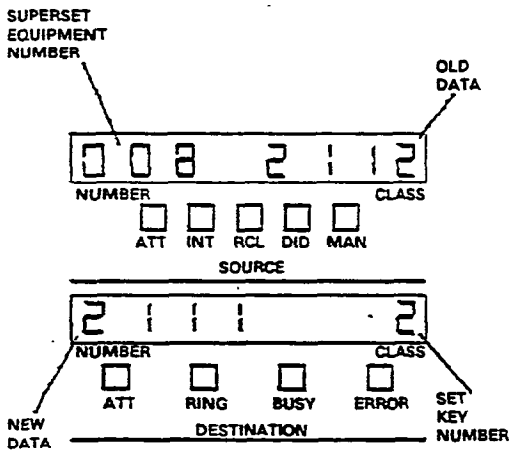 SUPERSET
EQUIPMENT
NUMBER
OLD
DATA
008 2112
NUMBER CLASS
ATT INT RCL DID MAN
SOURCE
2111 2
NUMBER CLASS
ATT RING BUSY ERROR
DESTINATION
NEW
DATA
SET
KEY
NUMBER